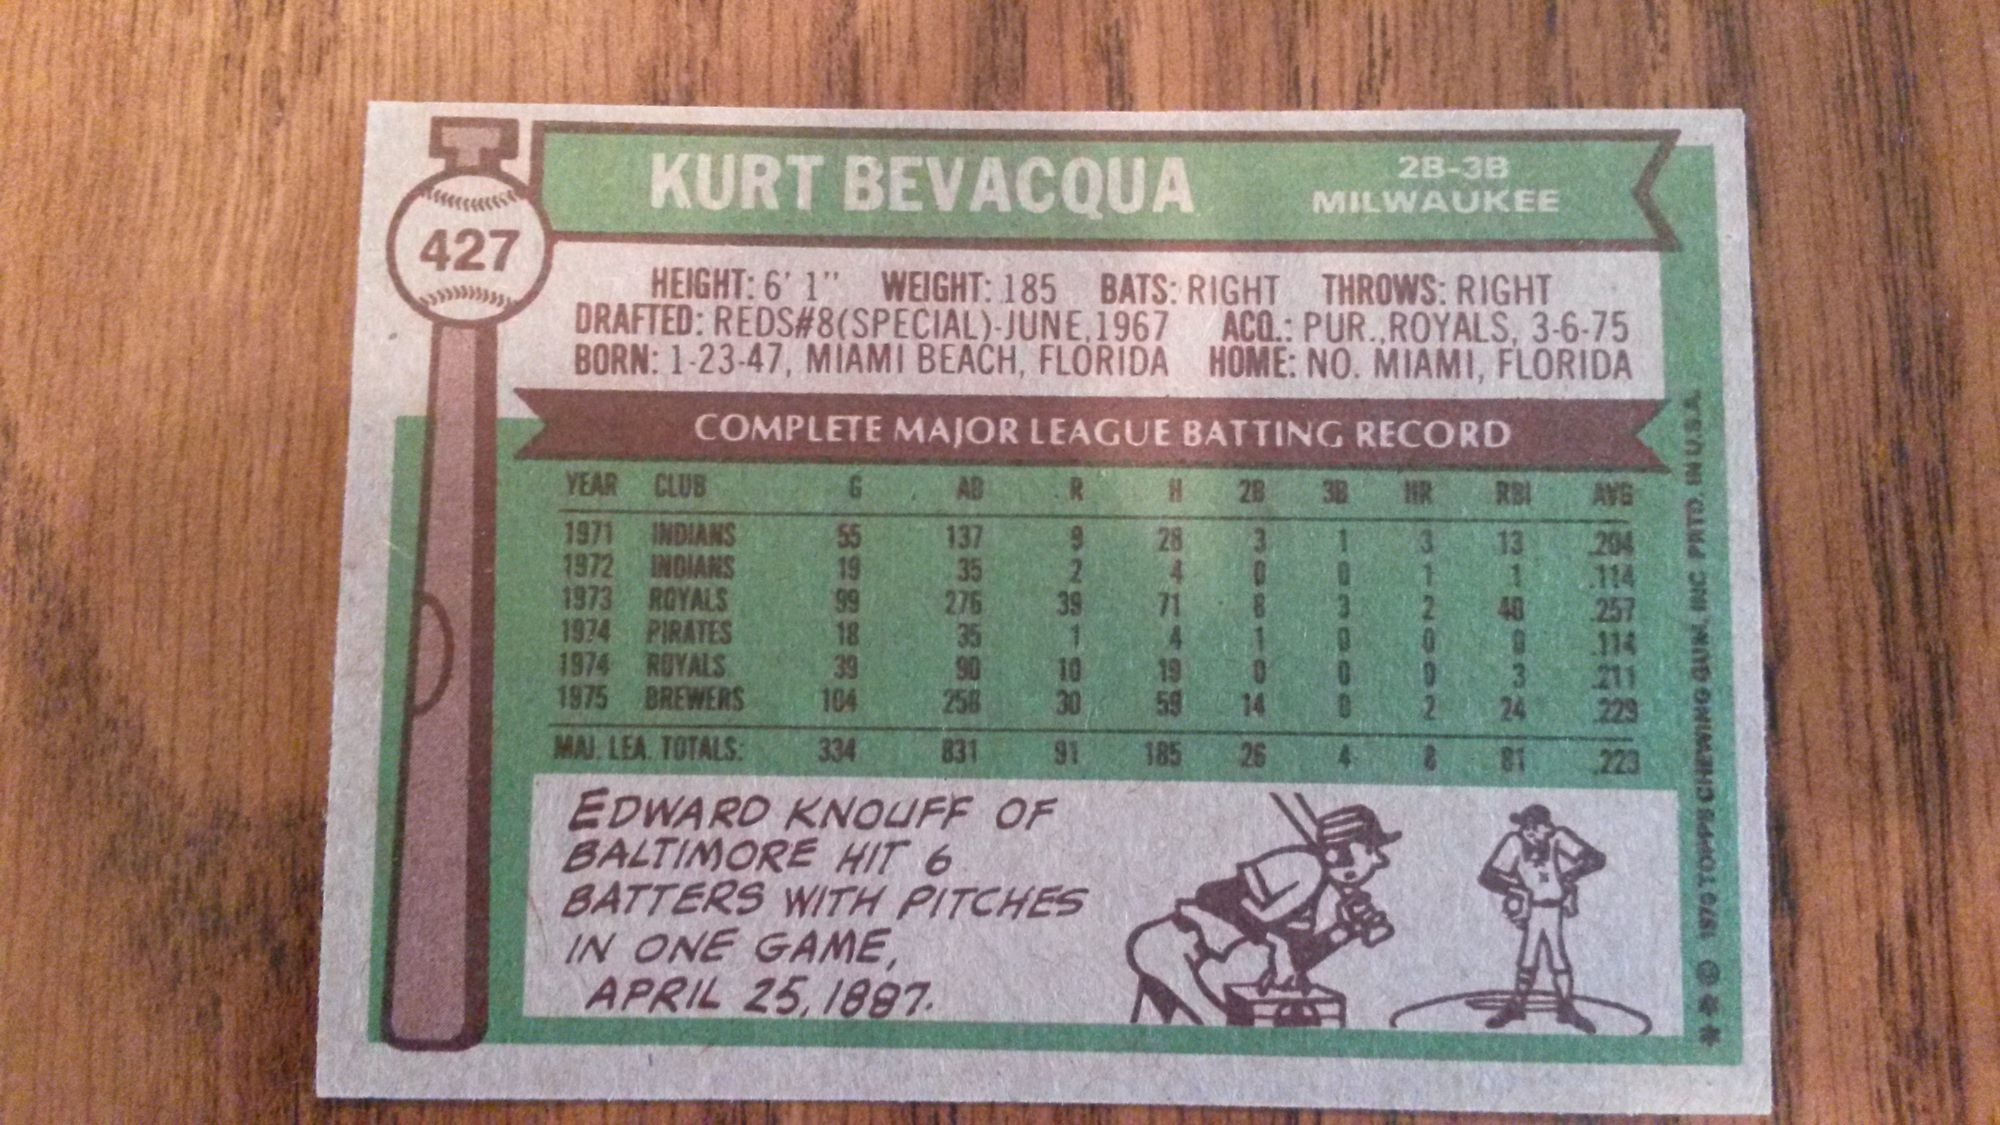 T
427
KURT BEVACQUA
2B-3B
MILWAUKEE
HEIGHT: 6' 1" WEIGHT: 185 BATS: RIGHT THROWS: RIGHT
DRAFTED: REDS#8(SPECIAL)-JUNE,1967 ACQ.: PUR.,ROYALS, 3-6-75
BORN: 1-23-47, MIAMI BEACH, FLORIDA HOME: NO. MIAMI, FLORIDA
COMPLETE MAJOR LEAGUE BATTING RECORD
YEAR CLUB G AB R H 2B 3B HR RBI AVG
1971 INDIANS 55 137 9 28 3 1 3 13 .204
1972 INDIANS 19 35 2 4 0 0 1 1 .114
1973 ROYALS 99 276 39 71 8 3 2 40 .257
1974 PIRATES 18 35 1 4 1 0 0 0 .114
1974 ROYALS 39 90 10 19 0 0 0 3 .211
1975 BREWERS 104 258 30 59 14 0 2 24 .229
MAJ. LEA. TOTALS: 334 831 91 185 26 4 8 81 .223
EDWARD KNOUFF OF
BALTIMORE HIT 6
BATTERS WITH PITCHES
IN ONE GAME,
APRIL 25, 1887.
*** © 1976 TOPPS CHEWING GUM, INC. PRTD. IN U.S.A.